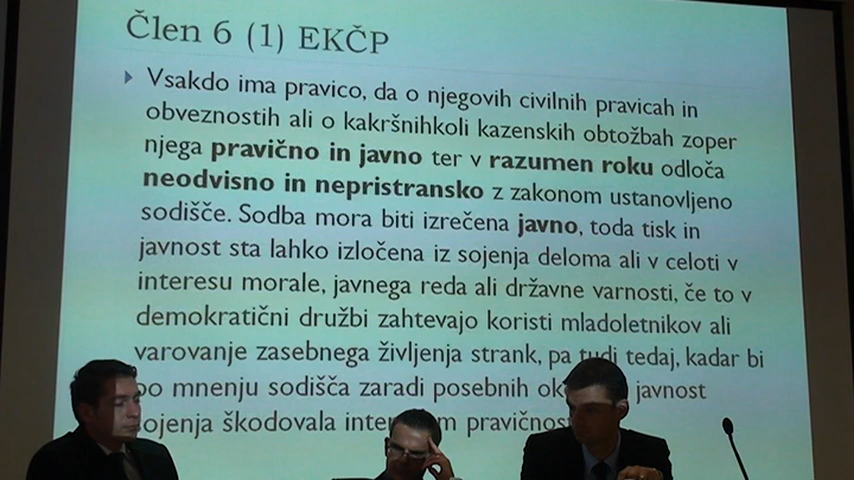 Člen 6 (1) EKČP
Vsakdo ima pravico, da o njegovih civilnih pravicah in
obveznostih ali o kakršnihkoli kazenskih obtožbah zoper
njega pravično in javno ter v razumen roku odloča
neodvisno in nepristransko z zakonom ustanovljeno
sodišče. Sodba mora biti izrečena javno, toda tisk in
javnost sta lahko izločena iz sojenja deloma ali v celoti v
interesu morale, javnega reda ali državne varnosti, če to v
demokratični družbi zahtevajo koristi mladoletnikov ali
varovanje zasebnega življenja strank, pa tudi tedaj, kadar bi
po mnenju sodišča zaradi posebnih javnost
sojenja škodovala